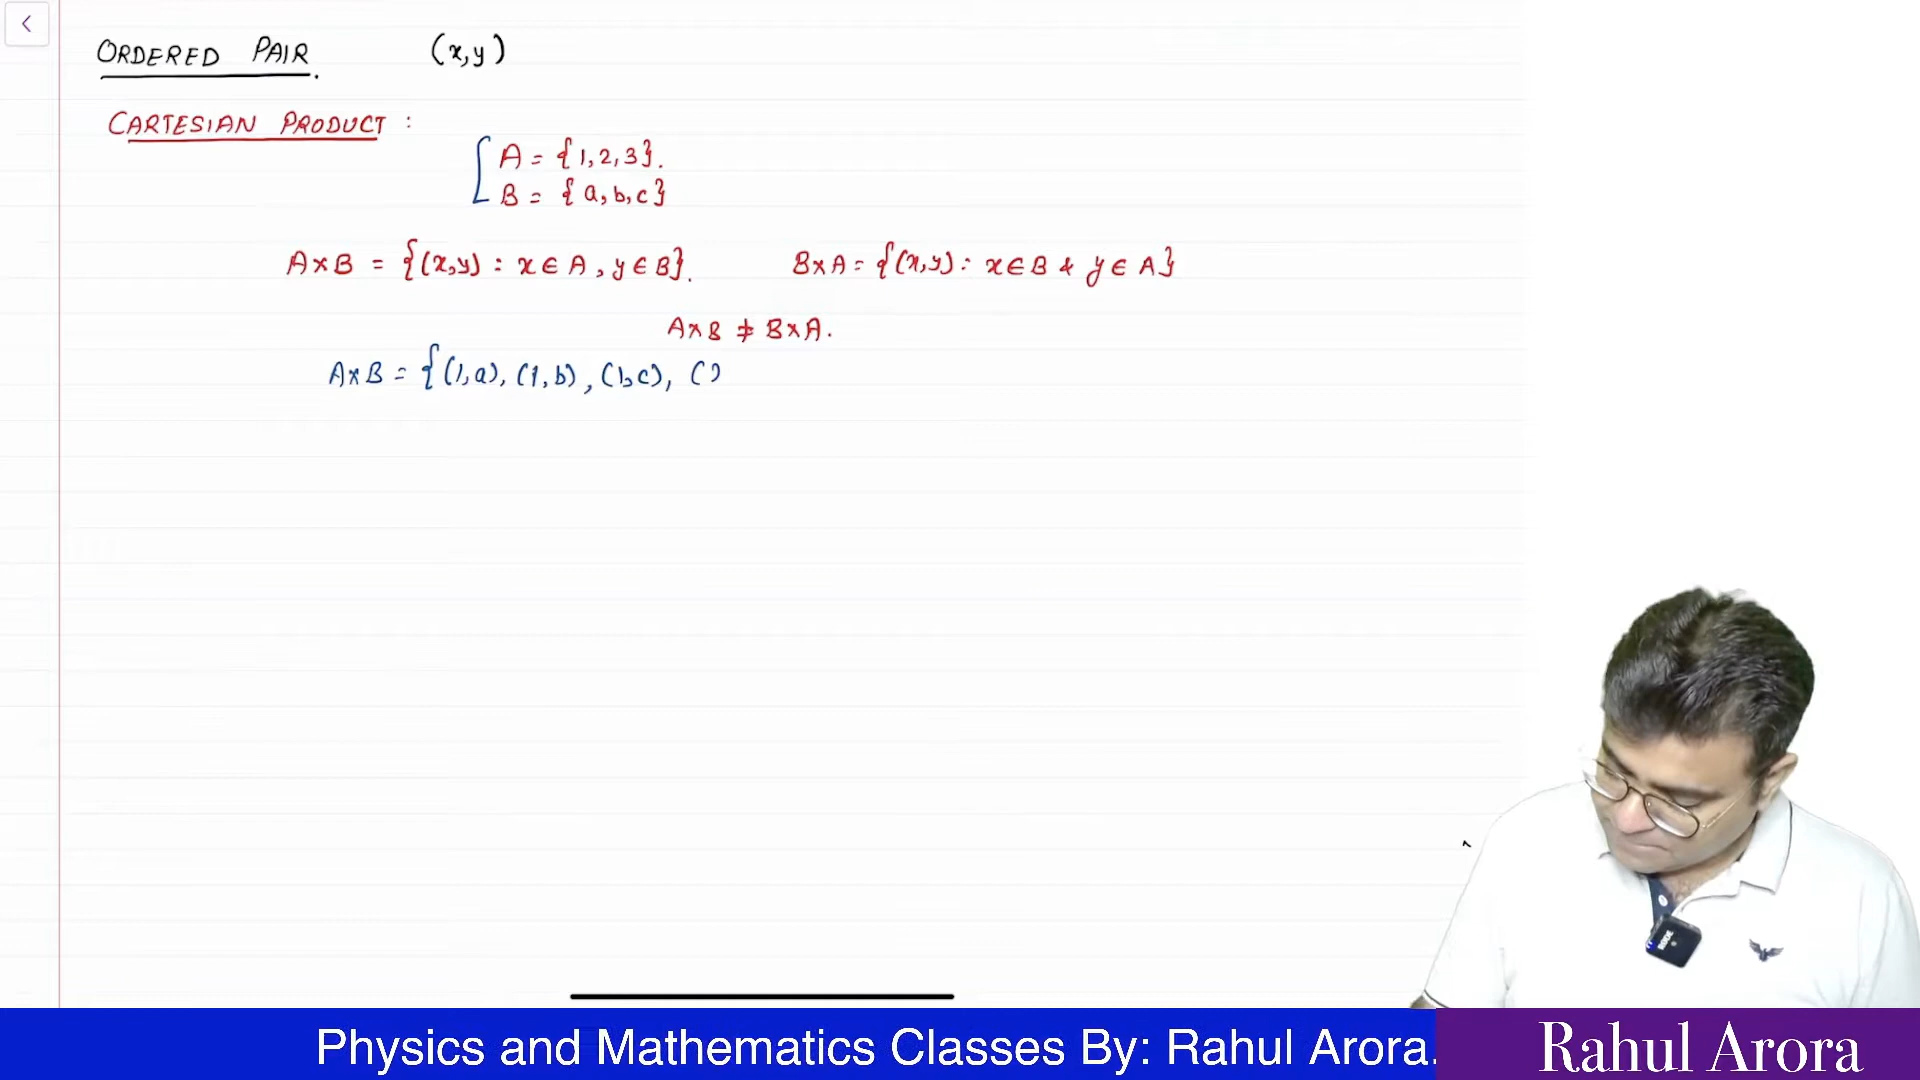 ORDERED PAIR. (x,y)
CARTESIAN PRODUCT :
A = {1,2,3}.
B = {a,b,c}
A×B = {(x,y) : x∈A, y∈B}. B×A = {(x,y) : x∈B & y∈A}
A×B ≠ B×A.
A×B = {(1,a), (1,b), (1,c), ()
Physics and Mathematics Classes By: Rahul Arora.
Rahul Arora